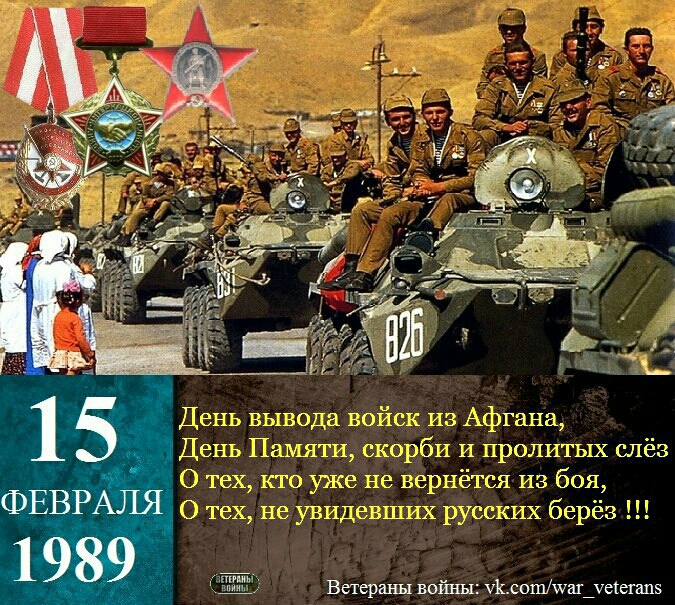 826
821
15
ФЕВРАЛЯ
1989
День вывода войск из Афгана,
День Памяти, скорби и пролитых слёз
О тех, кто уже не вернётся из боя,
О тех, не увидевших русских берёз !!!
ВЕТЕРАНЫ
ВОЙНЫ
Ветераны войны: vk.com/war_veterans